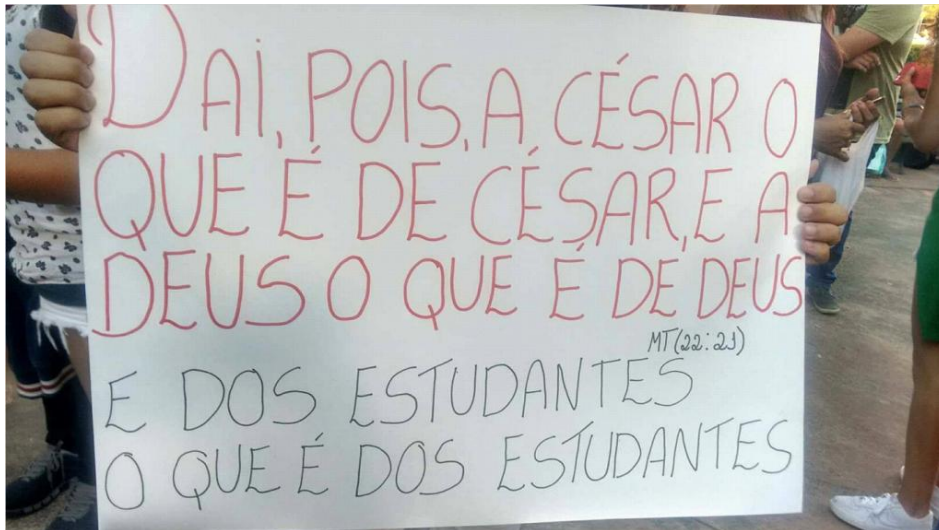 DAI, POIS, A CÉSAR O
QUE É DE CÉSAR, E A
DEUS O QUE É DE DEUS
MT(22:21)
E DOS ESTUDANTES
O QUE É DOS ESTUDANTES